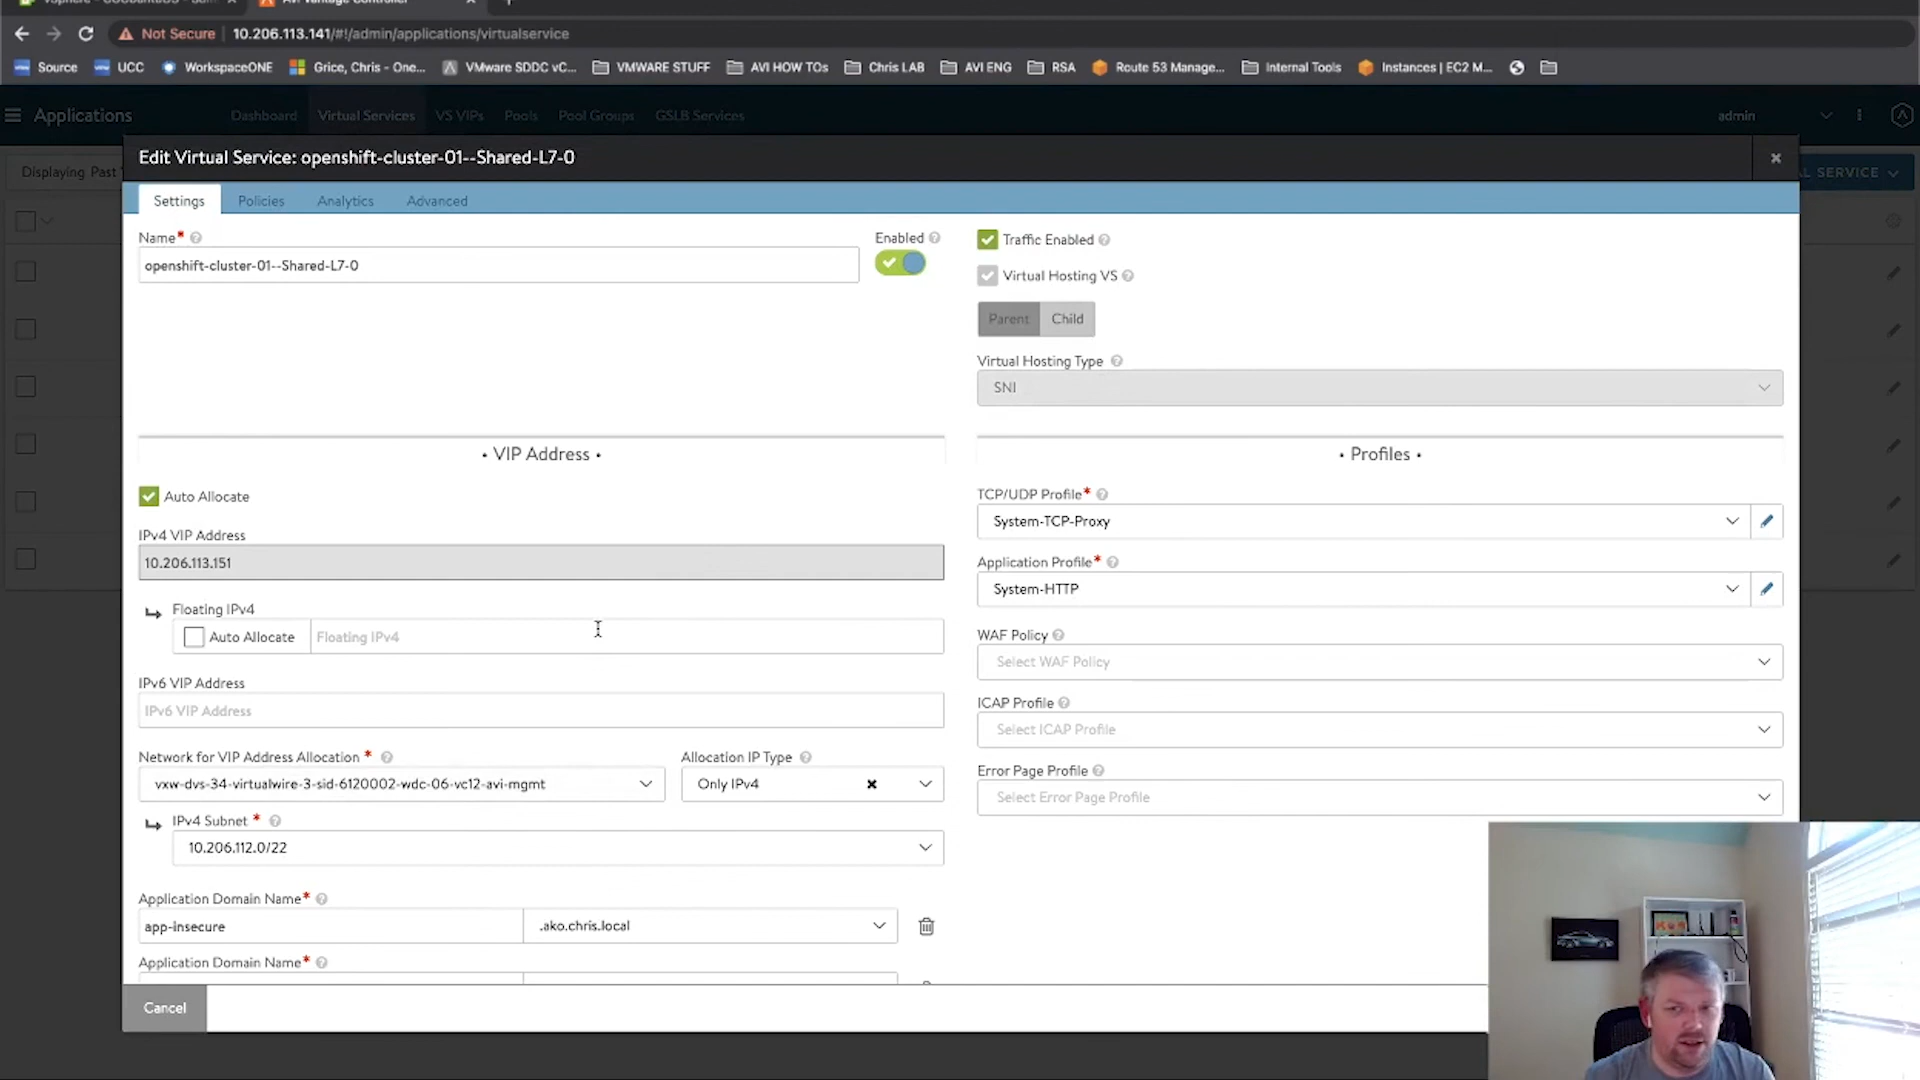 AVI Vantage Controller
Not Secure 10.206.113.141/#!/admin/applications/virtualservice
Source UCC WorkspaceONE Grice, Chris - One... VMware SDDC vC... VMWARE STUFF AVI HOW TOs Chris LAB AVI ENG RSA Route 53 Manage... Internal Tools Instances | EC2 M...
Applications Dashboard Virtual Services VS VIPs Pools Pool Groups GSLB Services admin
Displaying Past SERVICE
Edit Virtual Service: openshift-cluster-01--Shared-L7-0
Settings Policies Analytics Advanced
Name*
openshift-cluster-01--Shared-L7-0
Enabled
Traffic Enabled
Virtual Hosting VS
Parent Child
Virtual Hosting Type
SNI
• VIP Address •
Auto Allocate
IPv4 VIP Address
10.206.113.151
Floating IPv4
Auto Allocate Floating IPv4
IPv6 VIP Address
IPv6 VIP Address
Network for VIP Address Allocation *
vxw-dvs-34-virtualwire-3-sid-6120002-wdc-06-vc12-avi-mgmt
Allocation IP Type
Only IPv4
IPv4 Subnet *
10.206.112.0/22
Application Domain Name*
app-insecure .ako.chris.local
Application Domain Name*
• Profiles •
TCP/UDP Profile*
System-TCP-Proxy
Application Profile*
System-HTTP
WAF Policy
Select WAF Policy
ICAP Profile
Select ICAP Profile
Error Page Profile
Select Error Page Profile
Cancel